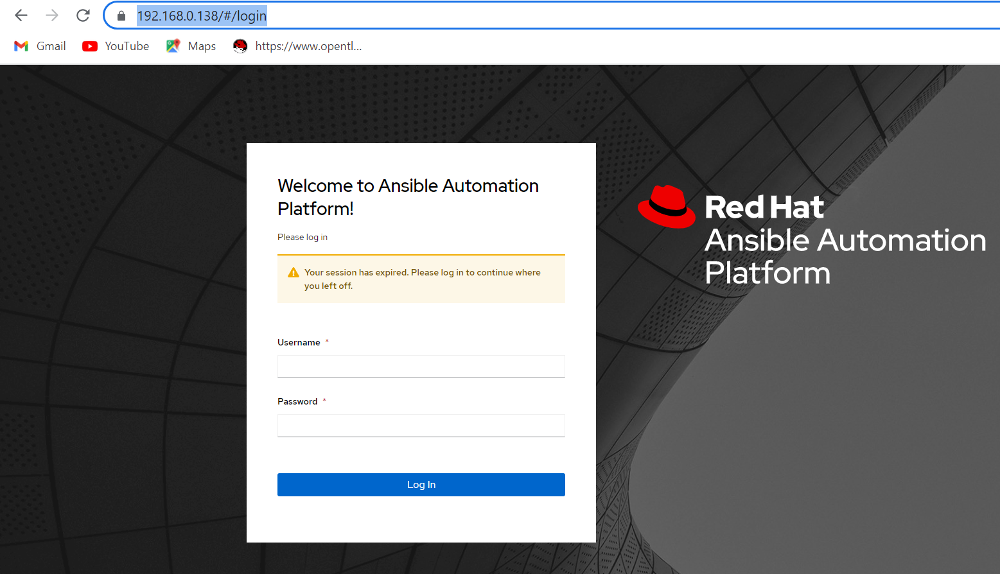 192.168.0.138/#/login
Gmail
YouTube
Maps
https://www.opentl...
Welcome to Ansible Automation
Platform!
Please log in
Your session has expired. Please log in to continue where
you left off.
Username *
Password *
Log In
Red Hat
Ansible Automation
Platform